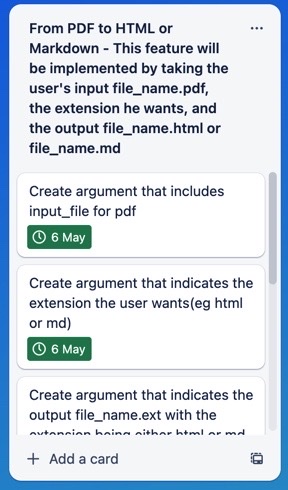 From PDF to HTML or
Markdown - This feature will
be implemented by taking the
user's input file_name.pdf,
the extension he wants, and
the output file_name.html or
file_name.md
Create argument that includes
input_file for pdf
6 May
Create argument that indicates the
extension the user wants(eg html
or md)
6 May
Create argument that indicates the
output file_name.ext with the
extension being either html or md
+ Add a card